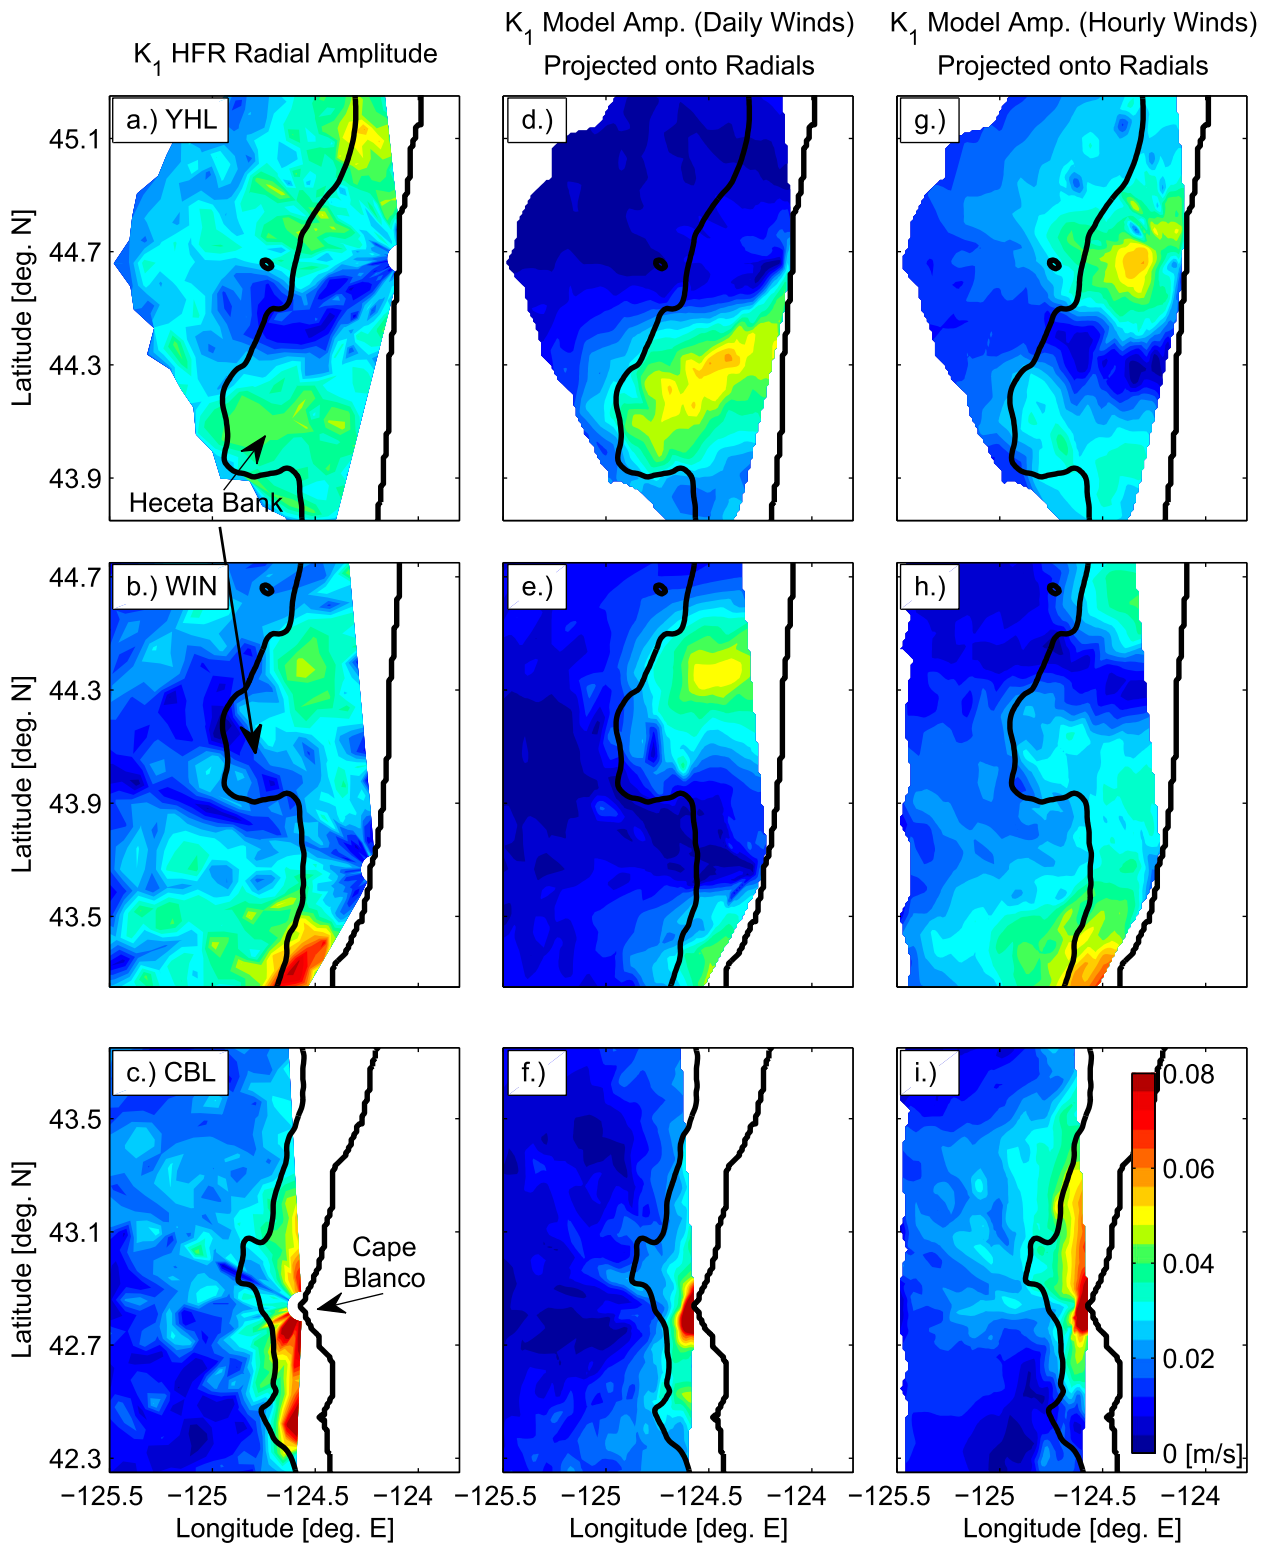 K1 HFR Radial Amplitude
K1 Model Amp. (Daily Winds)
Projected onto Radials
K1 Model Amp. (Hourly Winds)
Projected onto Radials
a.) YHL
d.)
g.)
45.1
44.7
44.3
43.9
Latitude [deg. N]
Heceta Bank
b.) WIN
e.)
h.)
44.7
44.3
43.9
43.5
Latitude [deg. N]
c.) CBL
f.)
i.)
43.5
43.1
42.7
42.3
Latitude [deg. N]
Cape
Blanco
0.08
0.06
0.04
0.02
0 [m/s]
−125.5 −125 −124.5 −124
−125.5 −125 −124.5 −124
−125.5 −125 −124.5 −124
Longitude [deg. E]
Longitude [deg. E]
Longitude [deg. E]